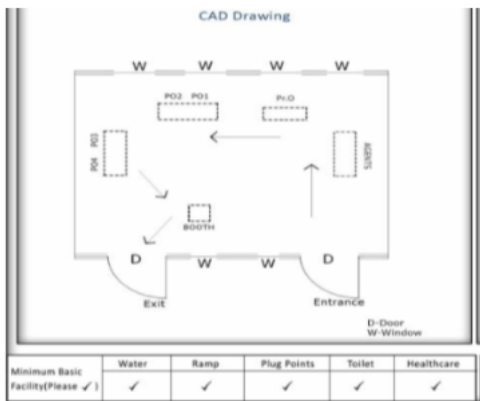 CAD Drawing
W W W W
PO2 PO1
Pr.O
PO3
PO4
AGENTS
BOOTH
D W W D
Exit
Entrance
D-Door
W-Window
Minimum Basic
Facility(Please ✓)
Water Ramp Plug Points Toilet Healthcare
✓ ✓ ✓ ✓ ✓